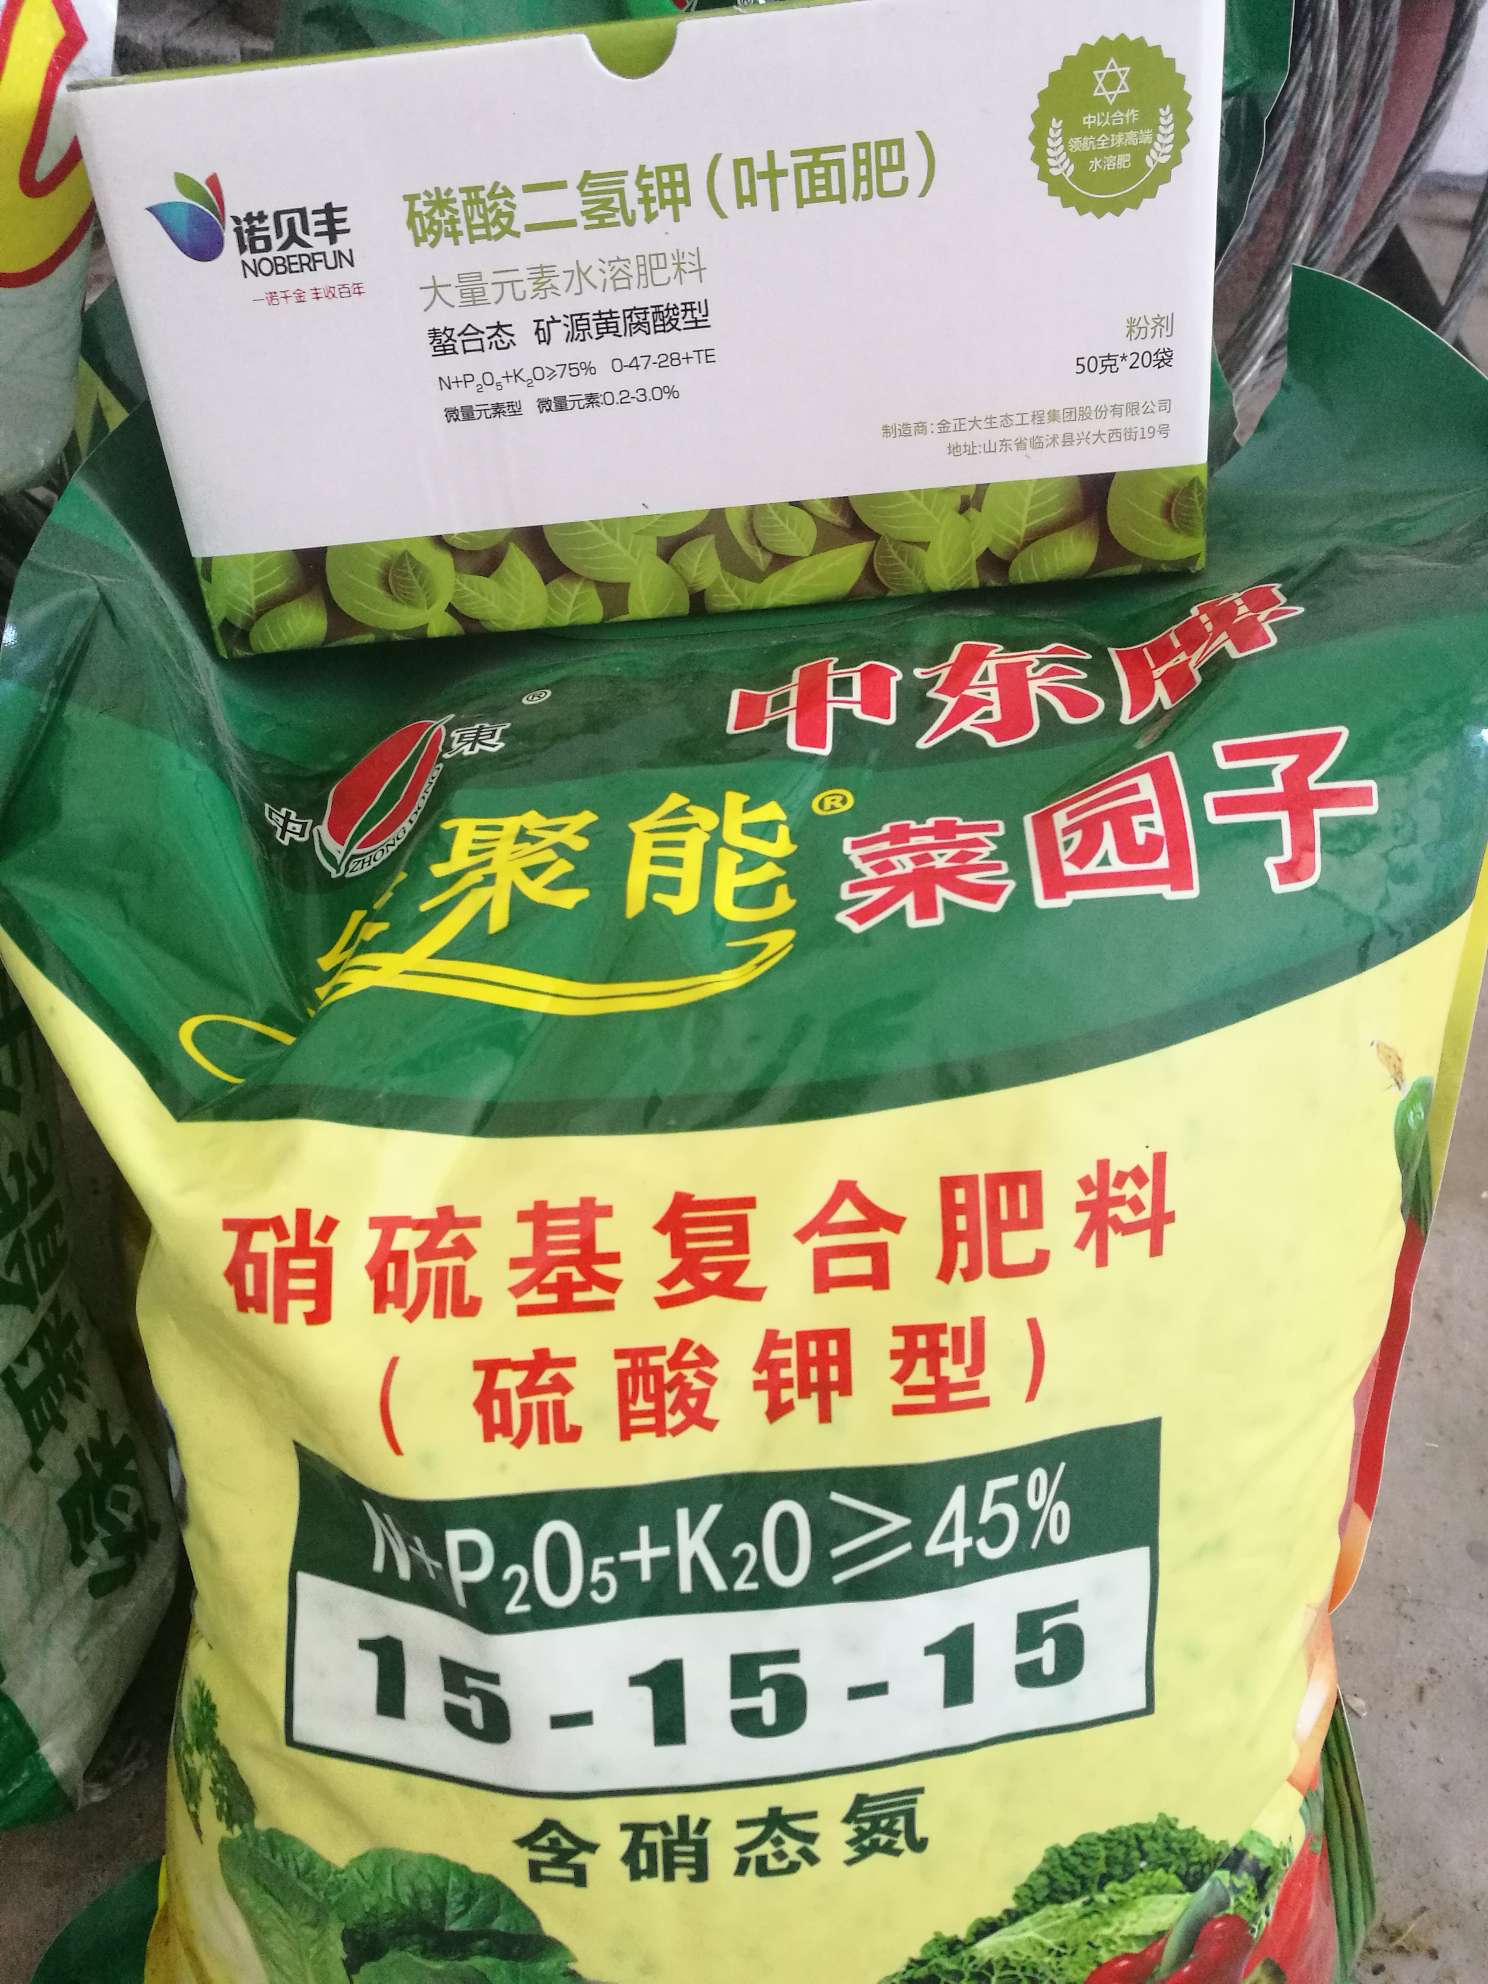 中以合作
领航全球高端
水溶肥
诺贝丰
NOBERFUN
一诺千金 丰收百年
磷酸二氢钾(叶面肥)
大量元素水溶肥料
螯合态 矿源黄腐酸型
N+P₂O₅+K₂O≥75% 0-47-28+TE
微量元素型 微量元素:0.2-3.0%
粉剂
50克*20袋
制造商:金正大生态工程集团股份有限公司
地址:山东省临沭县兴大西街19号
中東®
ZHONG DONG
中东牌
聚能®
菜园子
硝硫基复合肥料
(硫酸钾型)
N+P₂O₅+K₂O≥45%
15-15-15
含硝态氮